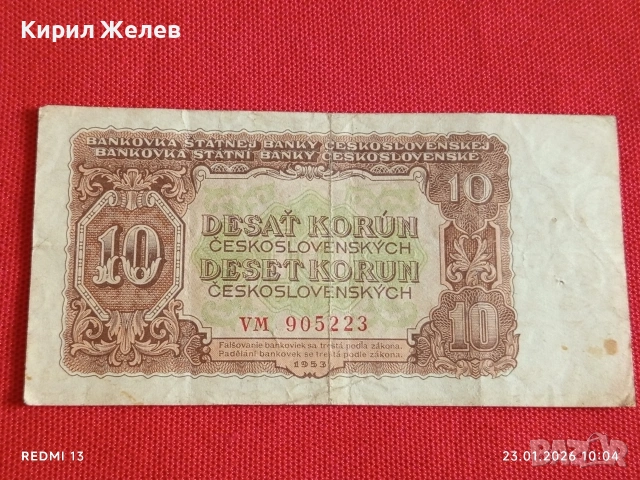 Кирил Желев
BANKOVKA ŠTÁTNEJ BANKY ČESKOSLOVENSKEJ
BANKOVKA STÁTNÍ BANKY ČESKOSLOVENSKÉ
10
10
DESAŤ KORÚN
ČESKOSLOVENSKÝCH
DESET KORUN
ČESKOSLOVENSKÝCH
VM 905223
10
Falšovanie bankoviek sa trestá podľa zákona.
Padělání bankovek se trestá podle zákona.
1953
REDMI 13
23.01.2026 10:04
BAZAR